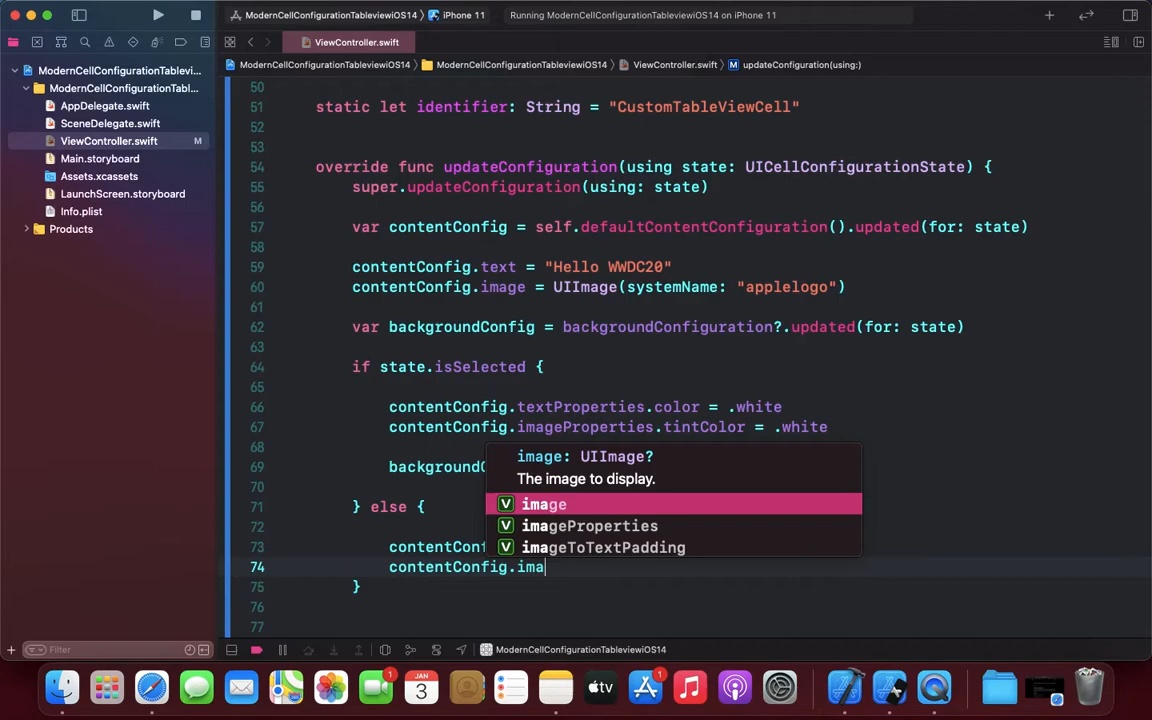 ModernCellConfigurationTableviewiOS14 〉 iPhone 11
Running ModernCellConfigurationTableviewiOS14 on iPhone 11
ViewController.swift
ModernCellConfigurationTablevi...
ModernCellConfigurationTabl...
AppDelegate.swift
SceneDelegate.swift
ViewController.swift M
Main.storyboard
Assets.xcassets
LaunchScreen.storyboard
Info.plist
Products
Filter
ModernCellConfigurationTableviewiOS14 〉 ModernCellConfigurationTableviewiOS14 〉 ViewController.swift 〉 M updateConfiguration(using:)
50
51 static let identifier: String = "CustomTableViewCell"
52
53
54 override func updateConfiguration(using state: UICellConfigurationState) {
55 super.updateConfiguration(using: state)
56
57 var contentConfig = self.defaultContentConfiguration().updated(for: state)
58
59 contentConfig.text = "Hello WWDC20"
60 contentConfig.image = UIImage(systemName: "applelogo")
61
62 var backgroundConfig = backgroundConfiguration?.updated(for: state)
63
64 if state.isSelected {
65
66 contentConfig.textProperties.color = .white
67 contentConfig.imageProperties.tintColor = .white
68
69 backgroundC
70
71 } else {
72
73 contentConf
74 contentConfig.ima
75 }
76
77
image: UIImage?
The image to display.
V image
V imageProperties
V imageToTextPadding
ModernCellConfigurationTableviewiOS14
1
JAN
3
tv
1